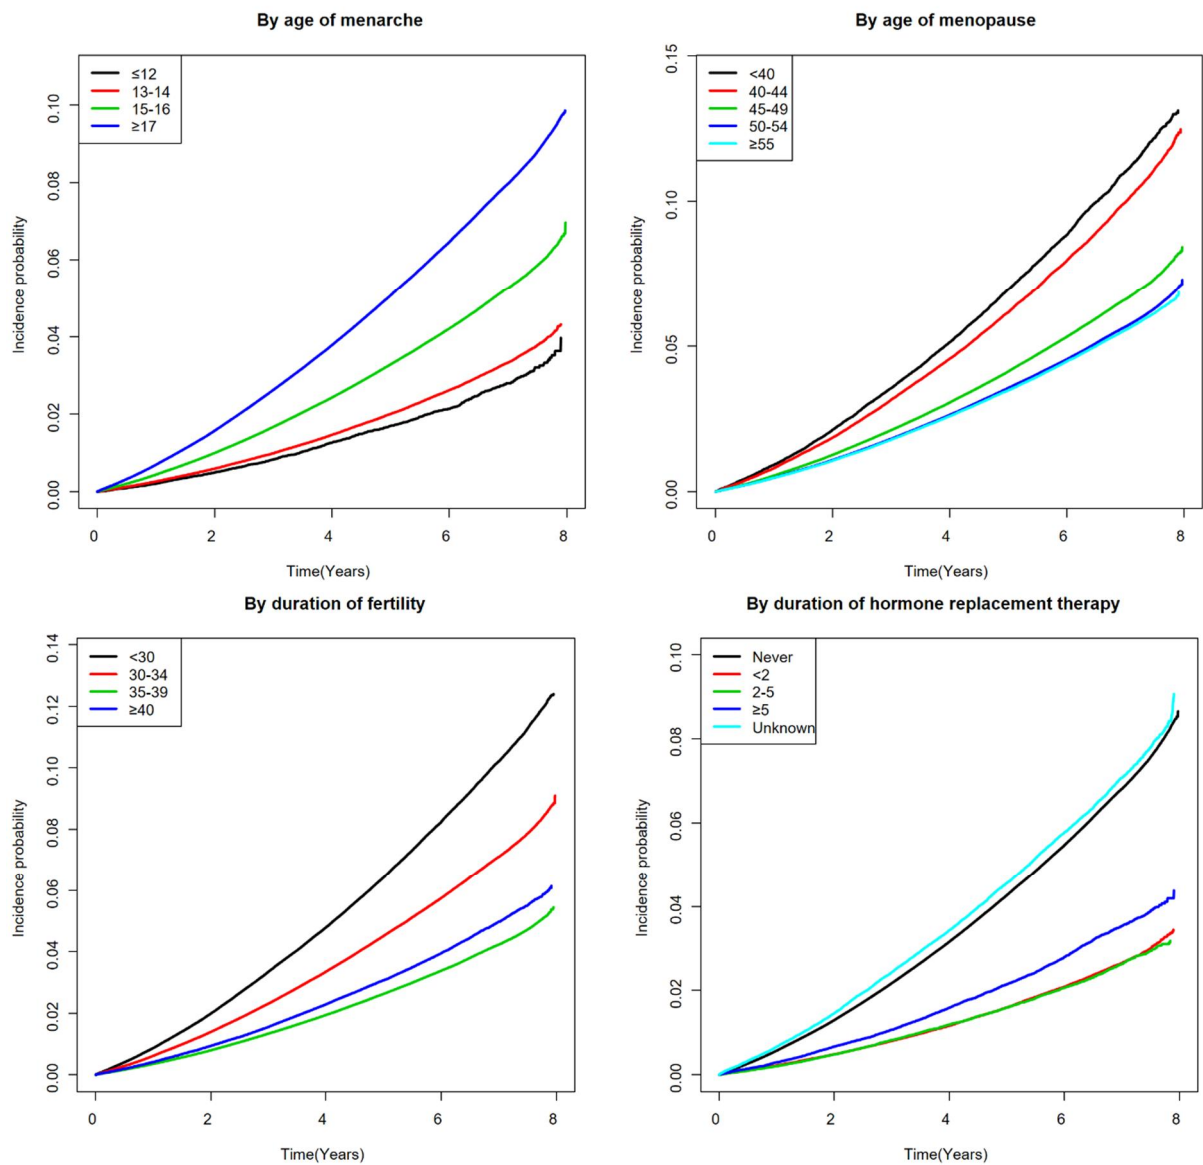 By age of menarche
≤12
13-14
15-16
≥17
0.10
0.08
0.06
0.04
0.02
0.00
Incidence probability
0 2 4 6 8
Time(Years)
By age of menopause
<40
40-44
45-49
50-54
≥55
0.15
0.10
0.05
0.00
Incidence probability
0 2 4 6 8
Time(Years)
By duration of fertility
<30
30-34
35-39
≥40
0.14
0.12
0.10
0.08
0.06
0.04
0.02
0.00
Incidence probability
0 2 4 6 8
Time(Years)
By duration of hormone replacement therapy
Never
<2
2-5
≥5
Unknown
0.10
0.08
0.06
0.04
0.02
0.00
Incidence probability
0 2 4 6 8
Time(Years)